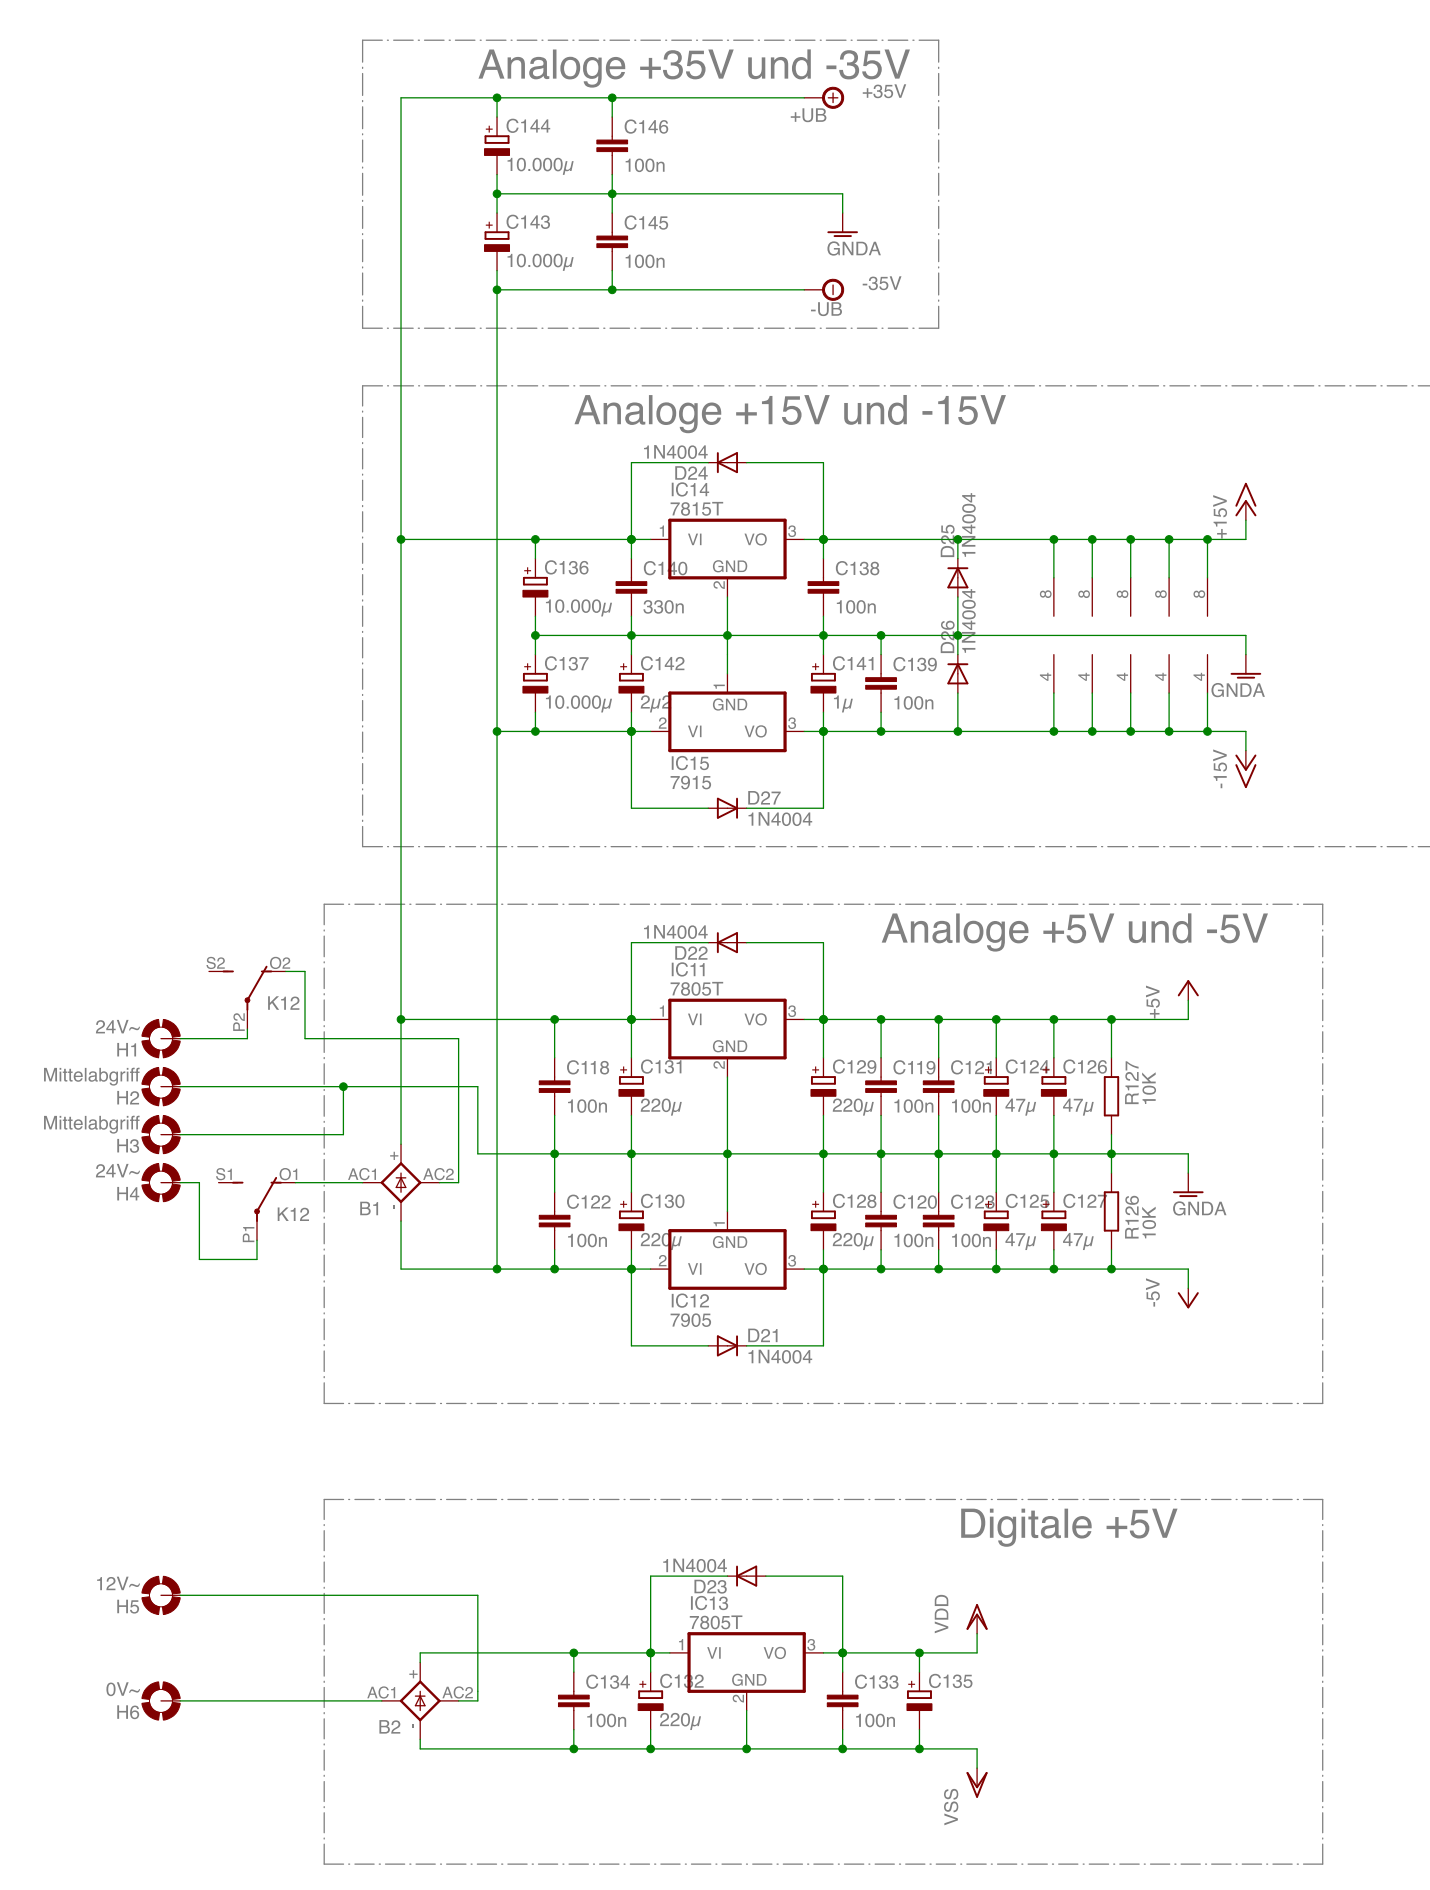 Analoge +35V und -35V
+35V
+UB
+
C144
10.000µ
C146
100n
+
C143
10.000µ
C145
100n
GNDA
-35V
-UB
Analoge +15V und -15V
1N4004
D24
IC14
7815T
1 VI VO 3
GND
2
+
C136
10.000µ
C140
330n
C138
100n
D25
1N4004
8 8 8 8 8
+15V
+
C137
10.000µ
+
C142
2µ2
1
GND
2 VI VO 3
IC15
7915
+
C141
1µ
C139
100n
D26
1N4004
4 4 4 4 4
GNDA
-15V
D27
1N4004
Analoge +5V und -5V
1N4004
D22
IC11
7805T
1 VI VO 3
GND
2
S2 O2
P2
K12
24V~
H1
Mittelabgriff
H2
Mittelabgriff
H3
24V~
H4
S1 O1
P1
K12
AC1 + AC2
B1 -
C118
100n
+
C131
220µ
+
C129
220µ
C119
100n
C121
100n
+
C124
47µ
+
C126
47µ
R127
10K
+5V
C122
100n
+
C130
220µ
1
GND
2 VI VO 3
IC12
7905
+
C128
220µ
C120
100n
C123
100n
+
C125
47µ
+
C127
47µ
R126
10K
GNDA
-5V
D21
1N4004
Digitale +5V
12V~
H5
0V~
H6
AC1 + AC2
B2 -
1N4004
D23
IC13
7805T
1 VI VO 3
GND
2
C134
100n
+
C132
220µ
C133
100n
+
C135
VDD
VSS